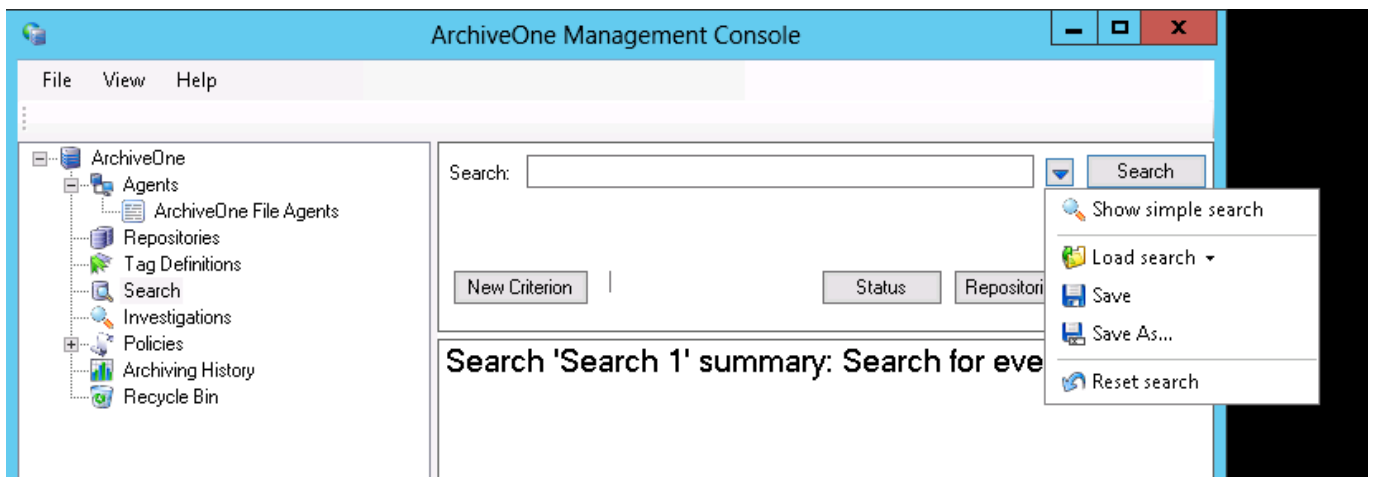 ArchiveOne Management Console
File View Help
ArchiveOne
Agents
ArchiveOne File Agents
Repositories
Tag Definitions
Search
Investigations
Policies
Archiving History
Recycle Bin
Search: Search
Show simple search
Load search
Save
Save As...
Reset search
New Criterion Status Repositori
Search 'Search 1' summary: Search for eve